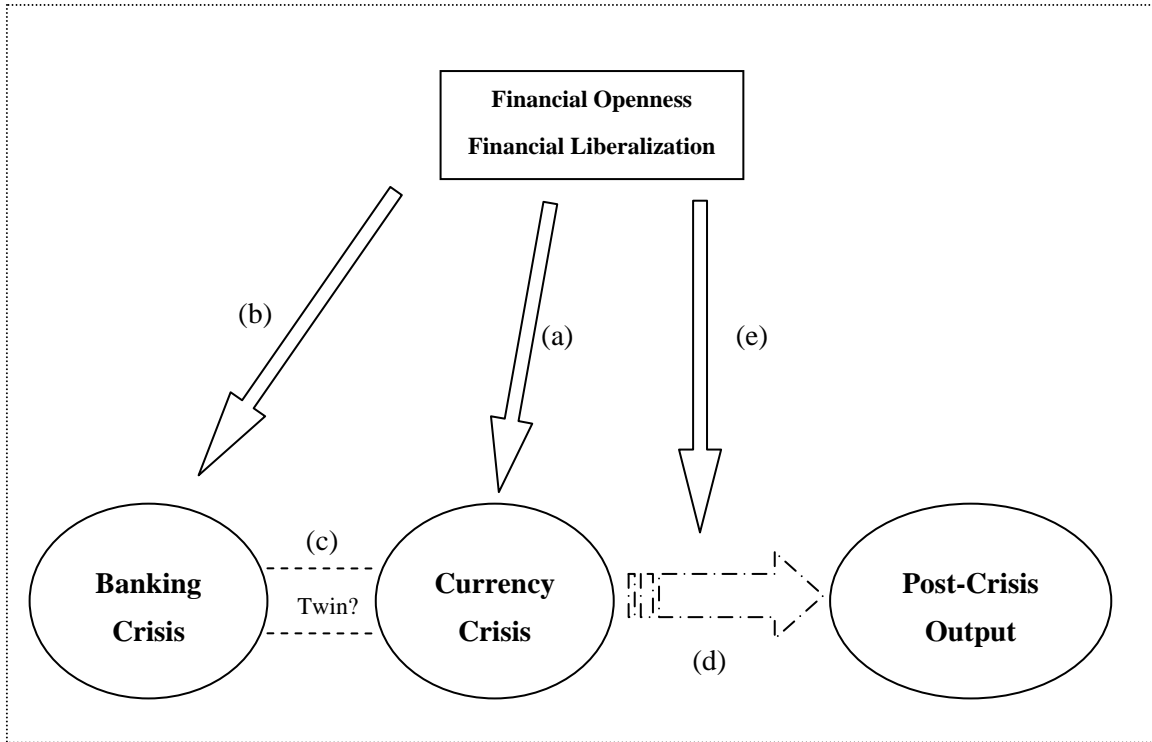 Financial Openness
Financial Liberalization
(b)
(a)
(e)
(c)
Banking
Crisis
Twin?
Currency
Crisis
Post-Crisis
Output
(d)